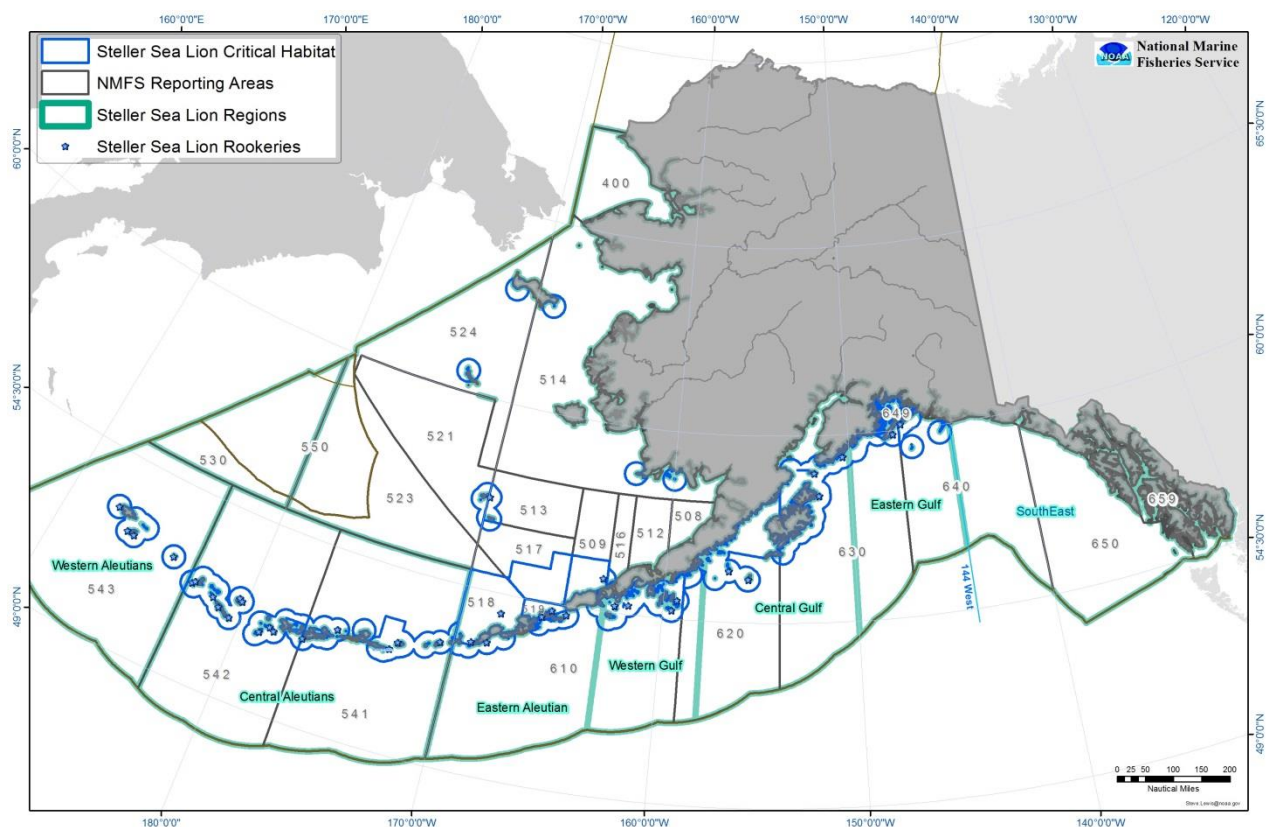 170°0'0"E
180°0'0"
170°0'0"W
160°0'0"W
150°0'0"W
140°0'0"W
130°0'0"W
120°0'0"W
Steller Sea Lion Critical Habitat
NMFS Reporting Areas
Steller Sea Lion Regions
Steller Sea Lion Rookeries
NOAA
National Marine
Fisheries Service
60°0'0"N
65°30'0"N
400
524
514
60°0'0"N
54°30'0"N
521
550
530
523
649
513
509
516
512
508
517
640
659
Eastern Gulf
SouthEast
650
54°30'0"N
630
Western Aleutians
543
49°0'0"N
518
519
144 West
Central Gulf
620
610
Western Gulf
542
Central Aleutians
541
Eastern Aleutian
49°0'0"N
0 25 50 100 150 200
Nautical Miles
Steve.Lewis@noaa.gov
180°0'0"
170°0'0"W
160°0'0"W
150°0'0"W
140°0'0"W